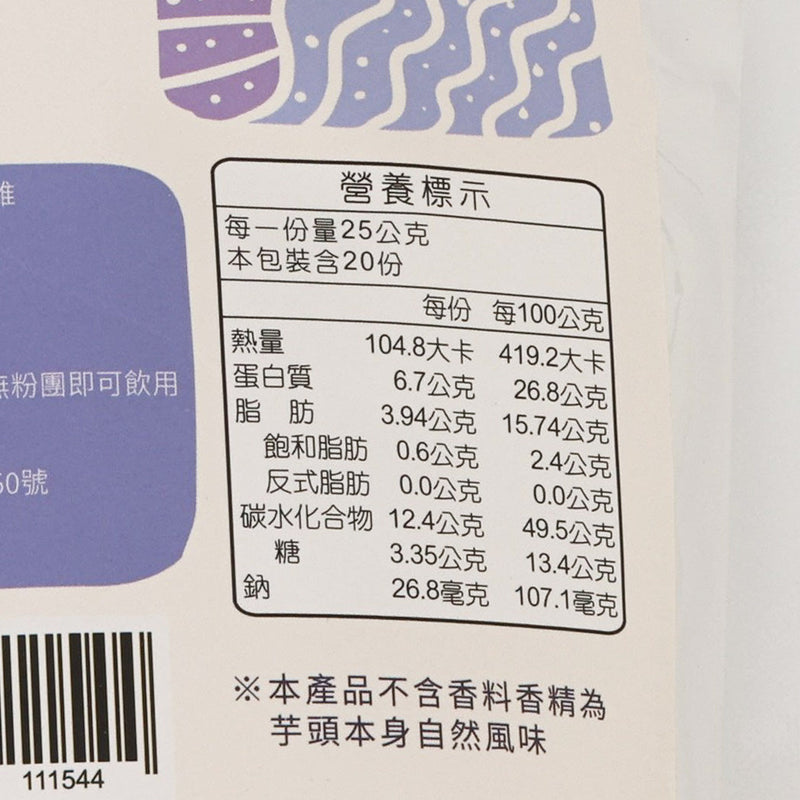 維
無粉團即可飲用
50號
營養標示
每一份量25公克
本包裝含20份
每份 每100公克
熱量 104.8大卡 419.2大卡
蛋白質 6.7公克 26.8公克
脂 肪 3.94公克 15.74公克
飽和脂肪 0.6公克 2.4公克
反式脂肪 0.0公克 0.0公克
碳水化合物 12.4公克 49.5公克
糖 3.35公克 13.4公克
鈉 26.8毫克 107.1毫克
※本產品不含香料香精為
芋頭本身自然風味
111544